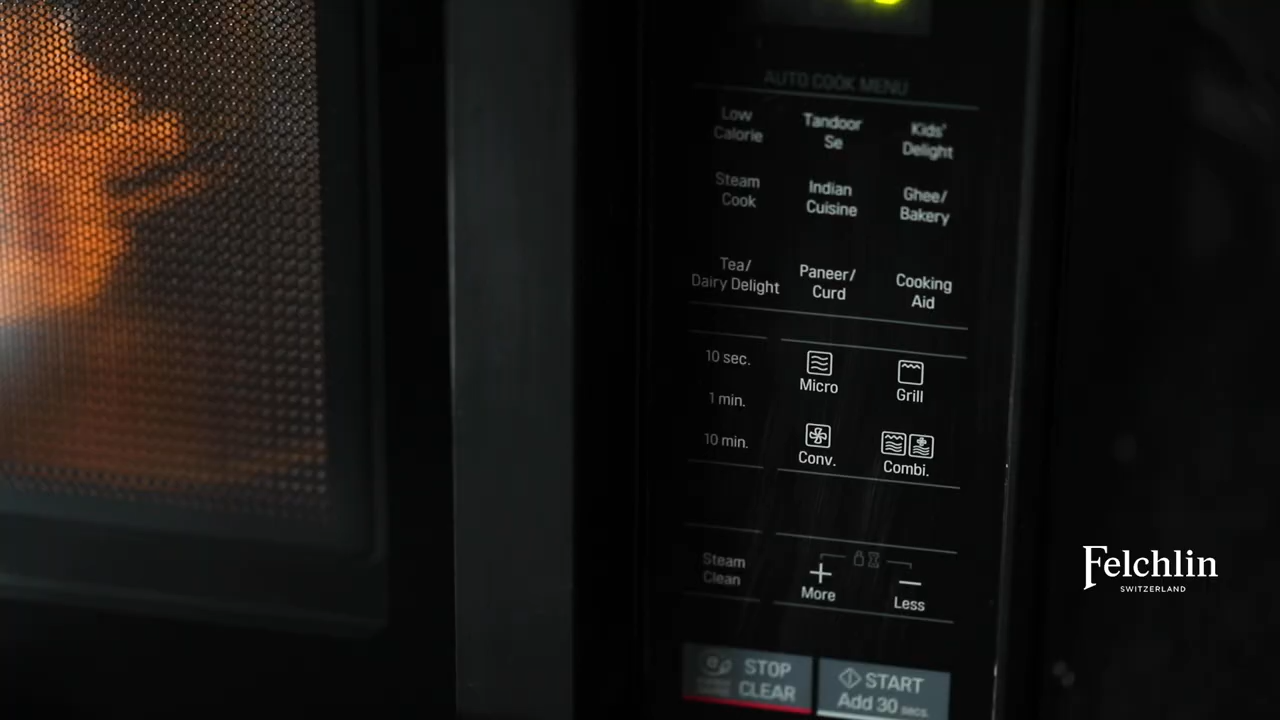 AUTO COOK MENU
Low Calorie
Tandoor Se
Kids' Delight
Steam Cook
Indian Cuisine
Ghee/ Bakery
Tea/ Dairy Delight
Paneer/ Curd
Cooking Aid
10 sec.
1 min.
10 min.
Micro
Grill
Conv.
Combi.
Steam Clean
More
Less
STOP
CLEAR
START
Add 30 secs.
Felchlin
SWITZERLAND